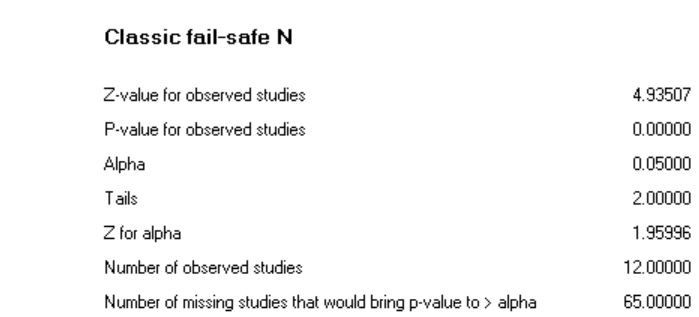 Classic fail-safe N
Z-value for observed studies 4.93507
P-value for observed studies 0.00000
Alpha 0.05000
Tails 2.00000
Z for alpha 1.95996
Number of observed studies 12.00000
Number of missing studies that would bring p-value to > alpha 65.00000